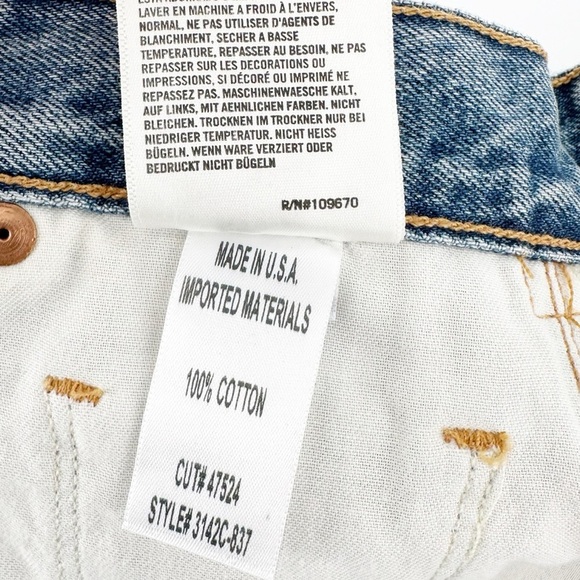 LAVER EN MACHINE A FROID À L'ENVERS,
NORMAL, NE PAS UTILISER D'AGENTS DE
BLANCHIMENT, SECHER A BASSE
TEMPERATURE, REPASSER AU BESOIN, NE PAS
REPASSER SUR LES DECORATIONS OU
IMPRESSIONS, SI DÉCORÉ OU IMPRIMÉ NE
REPASSEZ PAS. MASCHINENWAESCHE KALT,
AUF LINKS, MIT AEHNLICHEN FARBEN. NICHT
BLEICHEN. TROCKNEN IM TROCKNER NUR BEI
NIEDRIGER TEMPERATUR. NICHT HEISS
BÜGELN. WENN WARE VERZIERT ODER
BEDRUCKT NICHT BÜGELN
R/N#109670
MADE IN U.S.A.
IMPORTED MATERIALS
100% COTTON
CUT# 47524
STYLE# 3142C-837